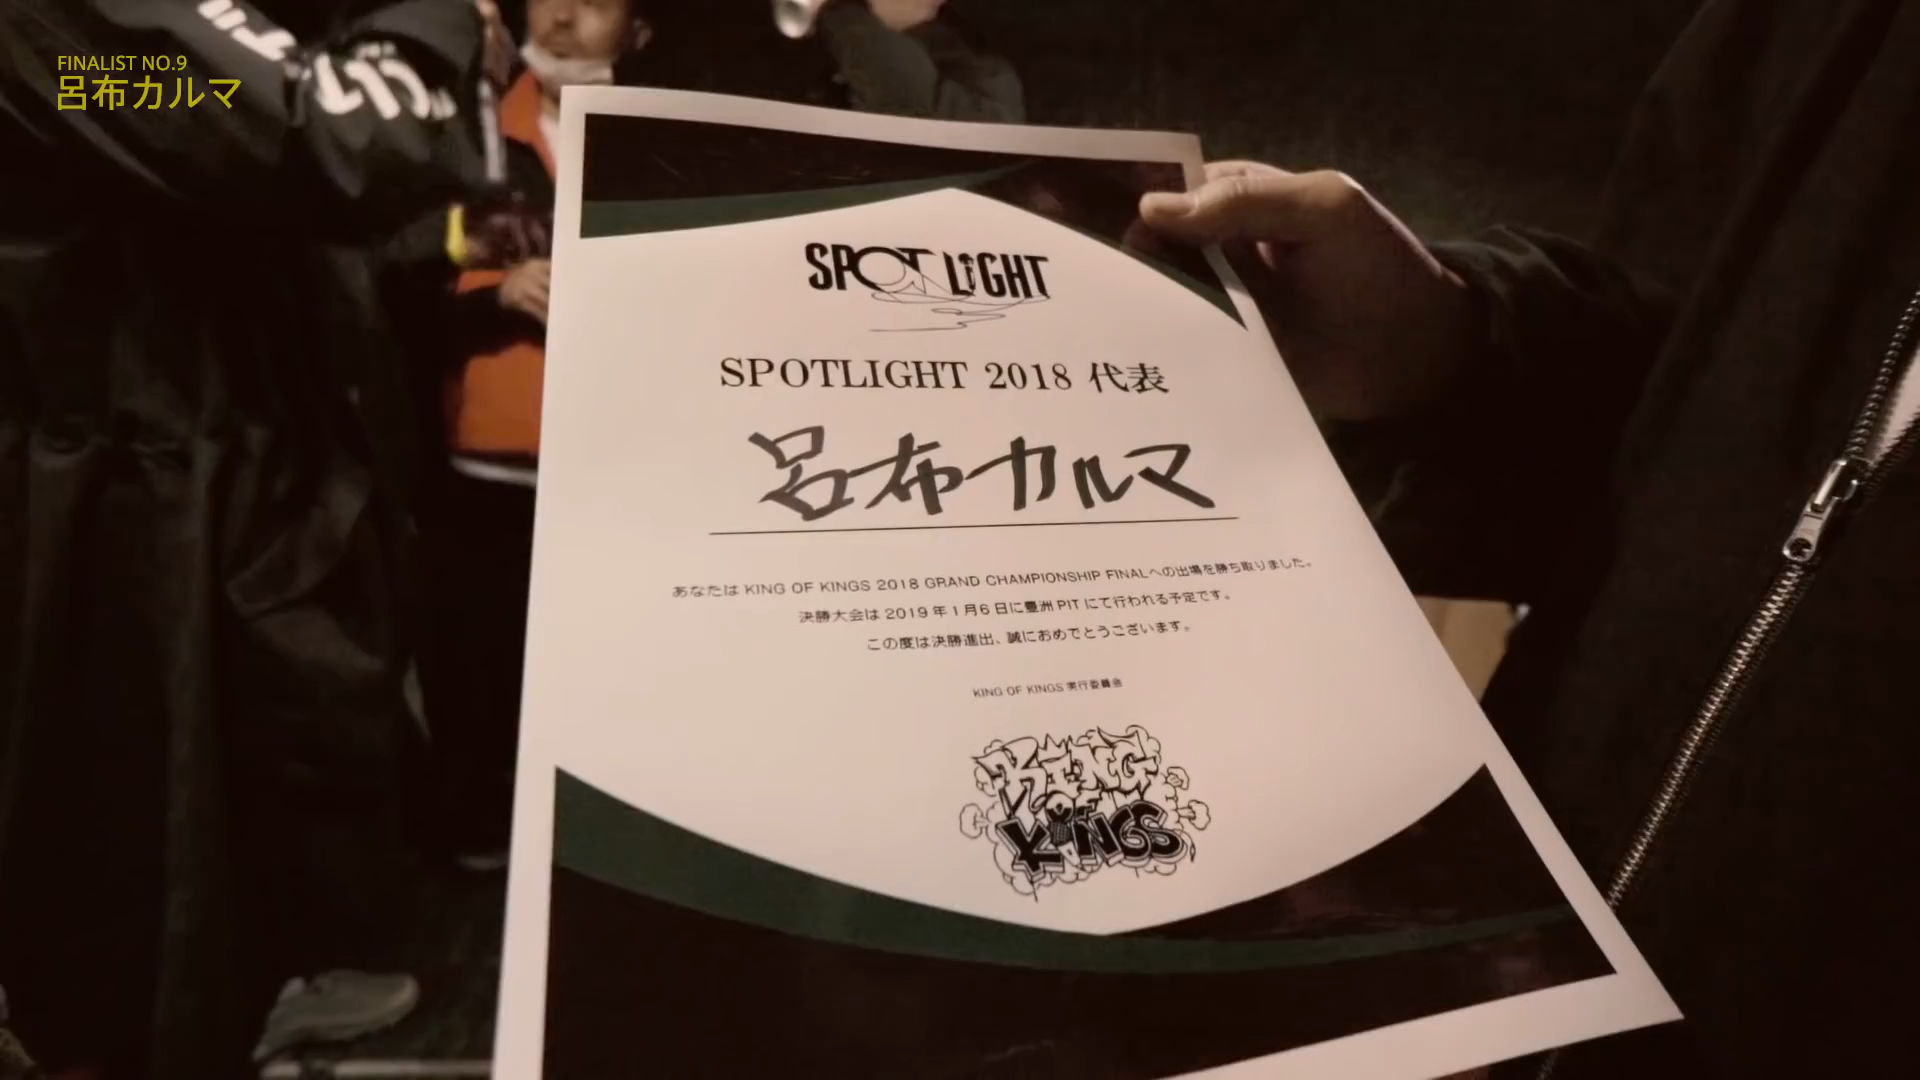 FINALIST NO.9
呂布カルマ
SPOTLIGHT
SPOTLIGHT 2018 代表
呂布カルマ
あなたは KING OF KINGS 2018 GRAND CHAMPIONSHIP FINALへの出場を勝ち取りました。
決勝大会は 2019 年 1 月 6 日に豊洲 PIT にて行われる予定です。
この度は決勝進出、誠におめでとうございます。
KING OF KINGS 実行委員会
KING OF KINGS